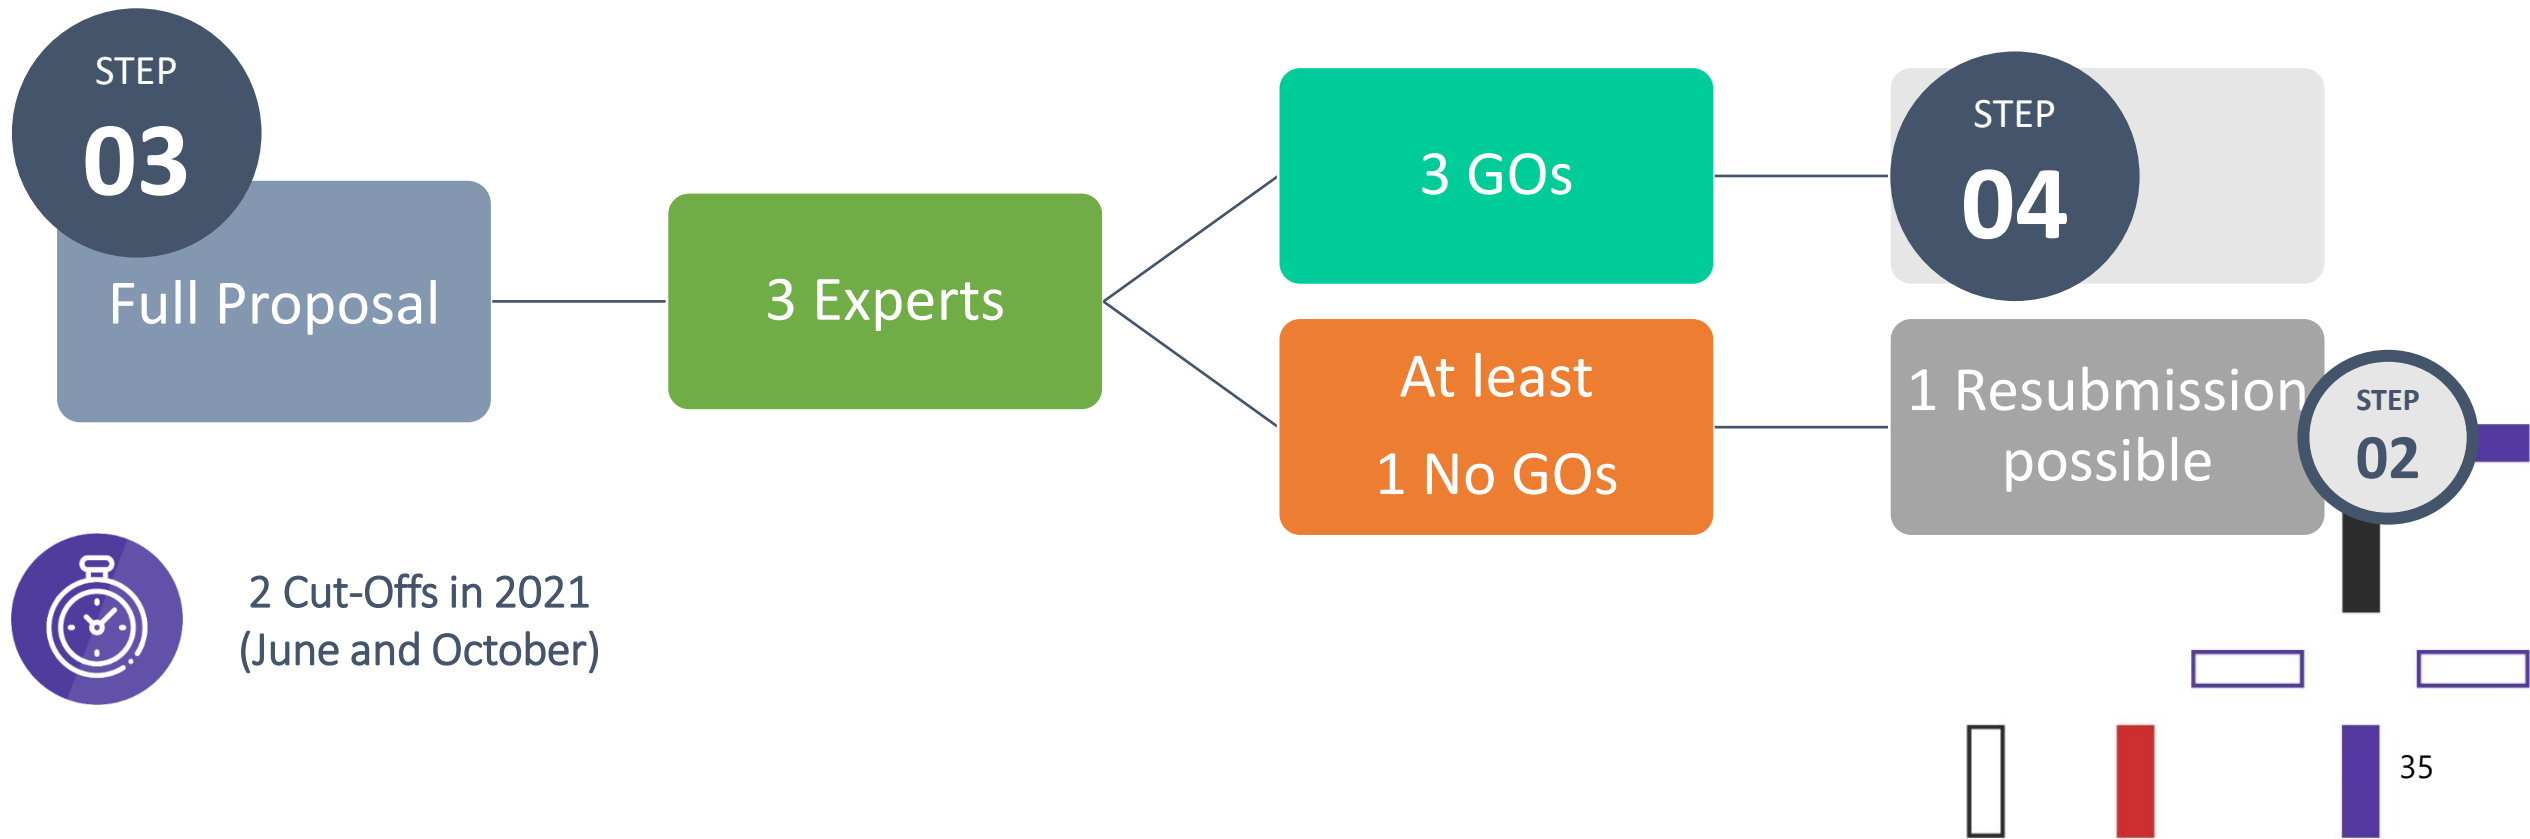 STEP
03
Full Proposal
3 Experts
3 GOs
STEP
04
At least
1 No GOs
1 Resubmission
possible
STEP
02
2 Cut-Offs in 2021
(June and October)
35